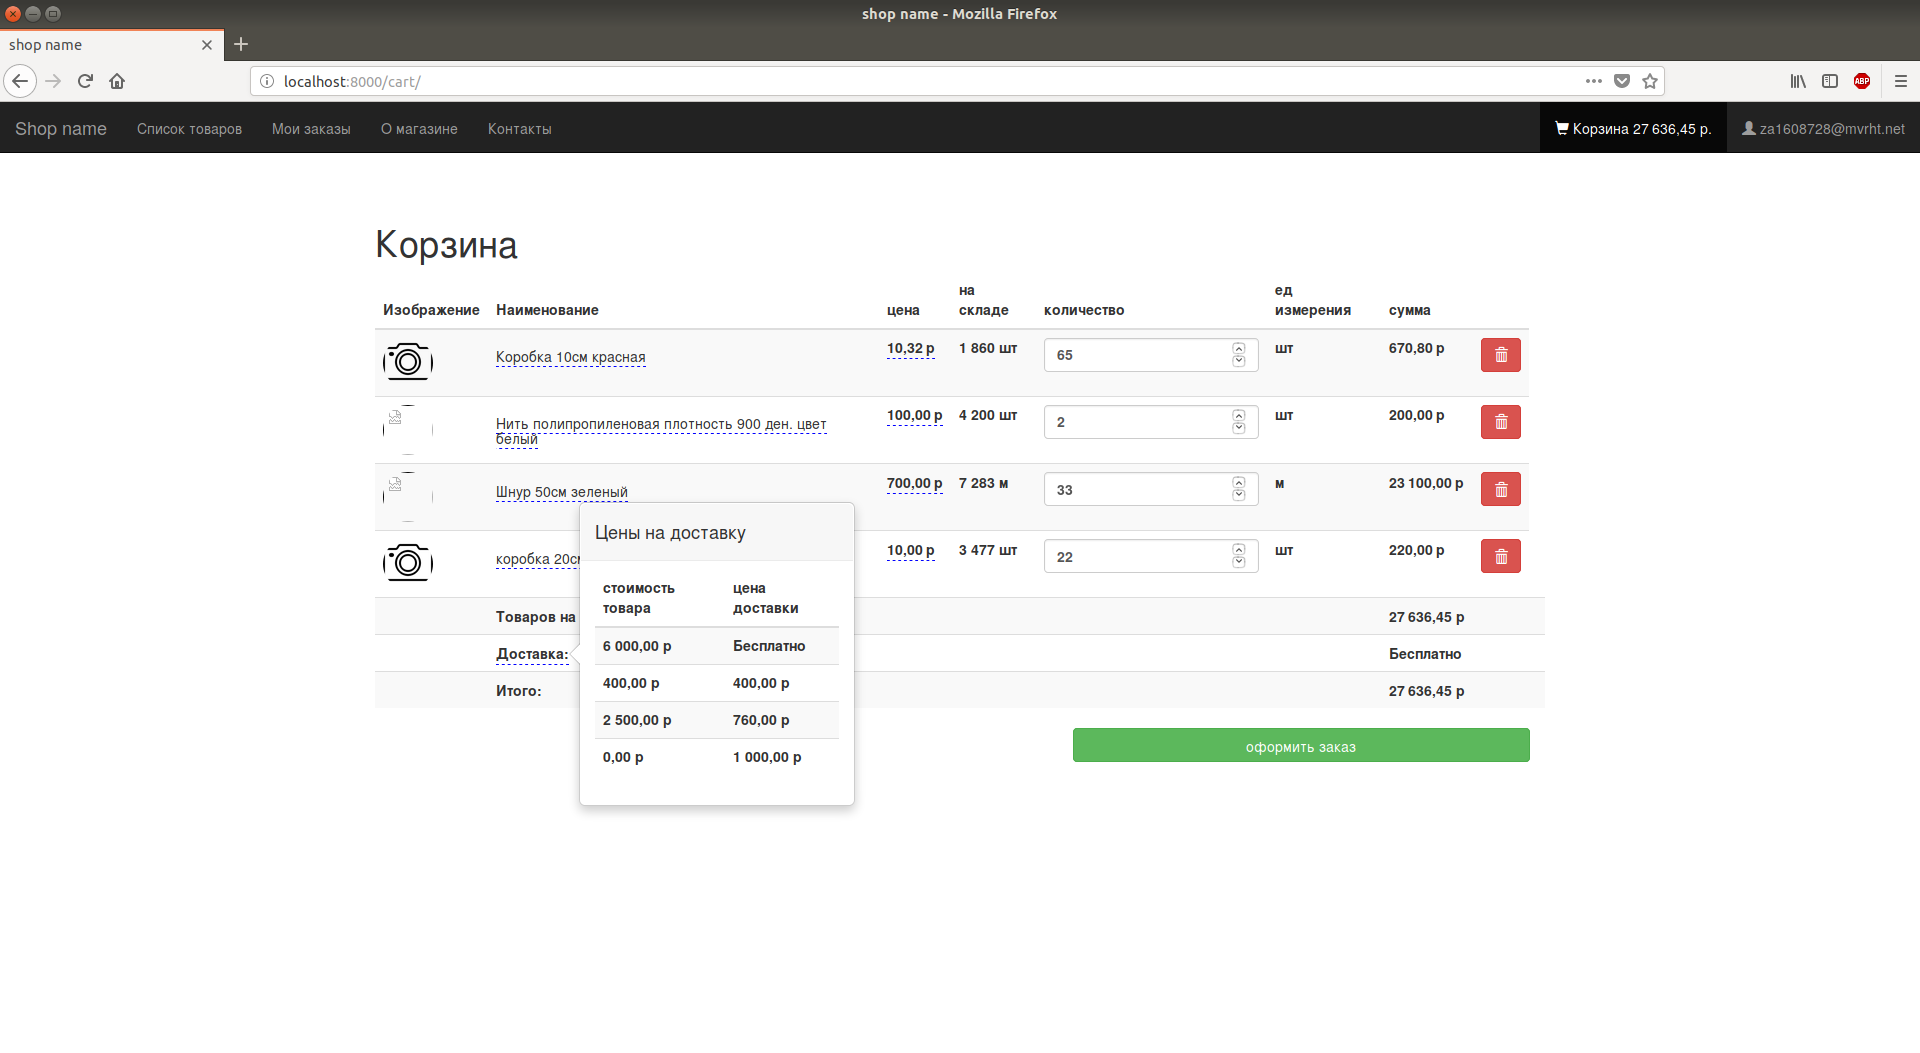 shop name - Mozilla Firefox
shop name
localhost:8000/cart/
ABP
Shop name Список товаров Мои заказы О магазине Контакты Корзина 27 636,45 р. za1608728@mvrht.net
Корзина
Изображение Наименование цена на складе количество ед измерения сумма
Коробка 10см красная 10,32 р 1 860 шт 65 шт 670,80 р
Нить полипропиленовая плотность 900 ден. цвет
белый
100,00 р 4 200 шт 2 шт 200,00 р
Шнур 50см зеленый 700,00 р 7 283 м 33 м 23 100,00 р
коробка 20см 10,00 р 3 477 шт 22 шт 220,00 р
Товаров на 27 636,45 р
Доставка: Бесплатно
Итого: 27 636,45 р
Цены на доставку
стоимость товара цена доставки
6 000,00 р Бесплатно
400,00 р 400,00 р
2 500,00 р 760,00 р
0,00 р 1 000,00 р
оформить заказ